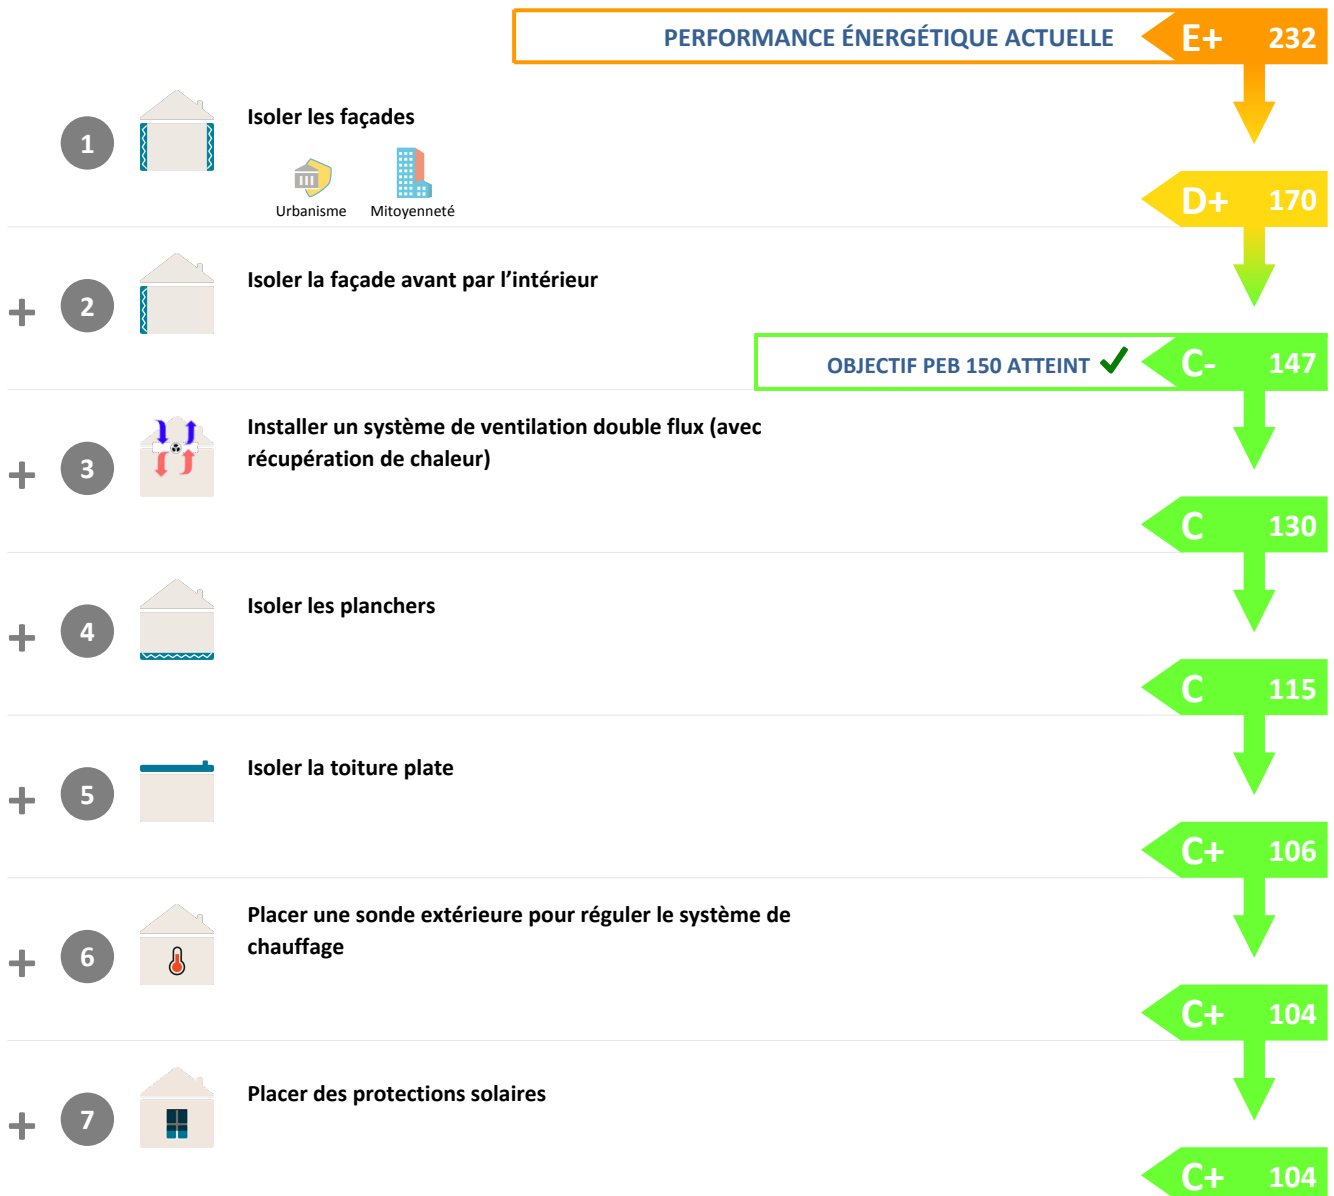 PERFORMANCE ÉNERGÉTIQUE ACTUELLE E+ 232
1 Isoler les façades
Urbanisme Mitoyenneté
D+ 170
+ 2 Isoler la façade avant par l’intérieur
OBJECTIF PEB 150 ATTEINT ✔ C- 147
+ 3 Installer un système de ventilation double flux (avec
récupération de chaleur)
C 130
+ 4 Isoler les planchers
C 115
+ 5 Isoler la toiture plate
C+ 106
+ 6 Placer une sonde extérieure pour réguler le système de
chauffage
C+ 104
+ 7 Placer des protections solaires
C+ 104